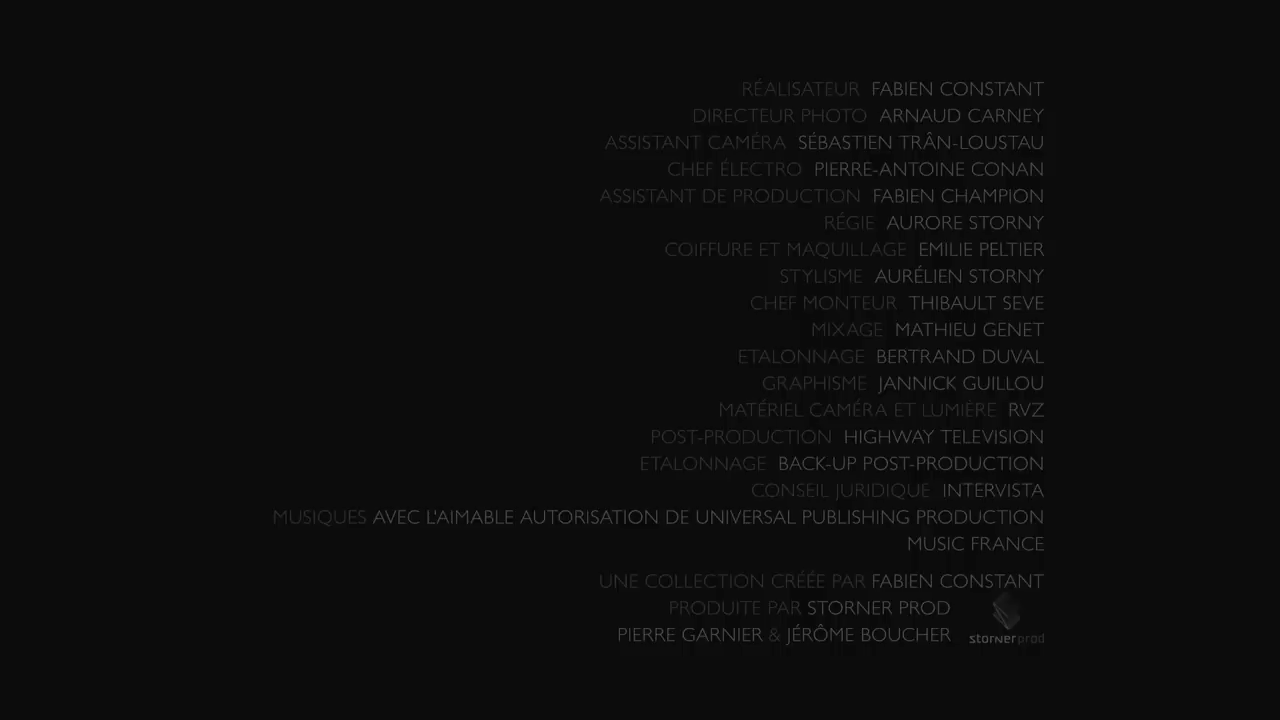 RÉALISATEUR FABIEN CONSTANT
DIRECTEUR PHOTO ARNAUD CARNEY
ASSISTANT CAMÉRA SÉBASTIEN TRÂN-LOUSTAU
CHEF ÉLECTRO PIERRE-ANTOINE CONAN
ASSISTANT DE PRODUCTION FABIEN CHAMPION
RÉGIE AURORE STORNY
COIFFURE ET MAQUILLAGE EMILIE PELTIER
STYLISME AURÉLIEN STORNY
CHEF MONTEUR THIBAULT SEVE
MIXAGE MATHIEU GENET
ETALONNAGE BERTRAND DUVAL
GRAPHISME JANNICK GUILLOU
MATÉRIEL CAMÉRA ET LUMIÈRE RVZ
POST-PRODUCTION HIGHWAY TELEVISION
ETALONNAGE BACK-UP POST-PRODUCTION
CONSEIL JURIDIQUE INTERVISTA
MUSIQUES AVEC L'AIMABLE AUTORISATION DE UNIVERSAL PUBLISHING PRODUCTION
MUSIC FRANCE
UNE COLLECTION CRÉÉE PAR FABIEN CONSTANT
PRODUITE PAR STORNER PROD
PIERRE GARNIER & JÉRÔME BOUCHER
stornerprod